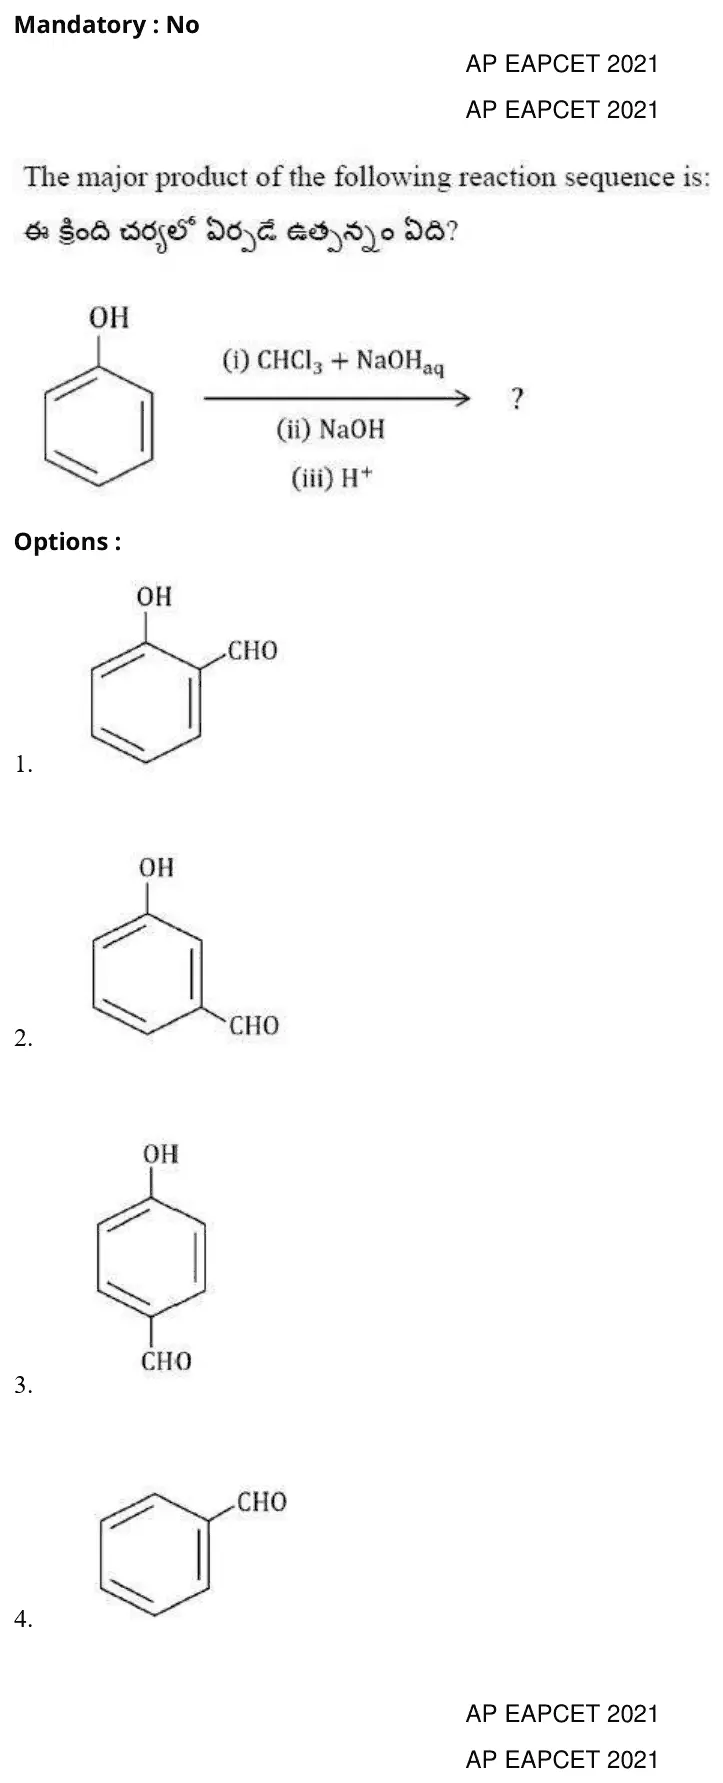 Mandatory : No
AP EAPCET 2021
AP EAPCET 2021
The major product of the following reaction sequence is:
ఈ క్రింది చర్యలో ఏర్పడే ఉత్పన్నం ఏది?
OH
(i) CHCl₃ + NaOHaq
?
(ii) NaOH
(iii) H⁺
Options :
OH
CHO
1.
OH
CHO
2.
OH
CHO
3.
CHO
4.
AP EAPCET 2021
AP EAPCET 2021